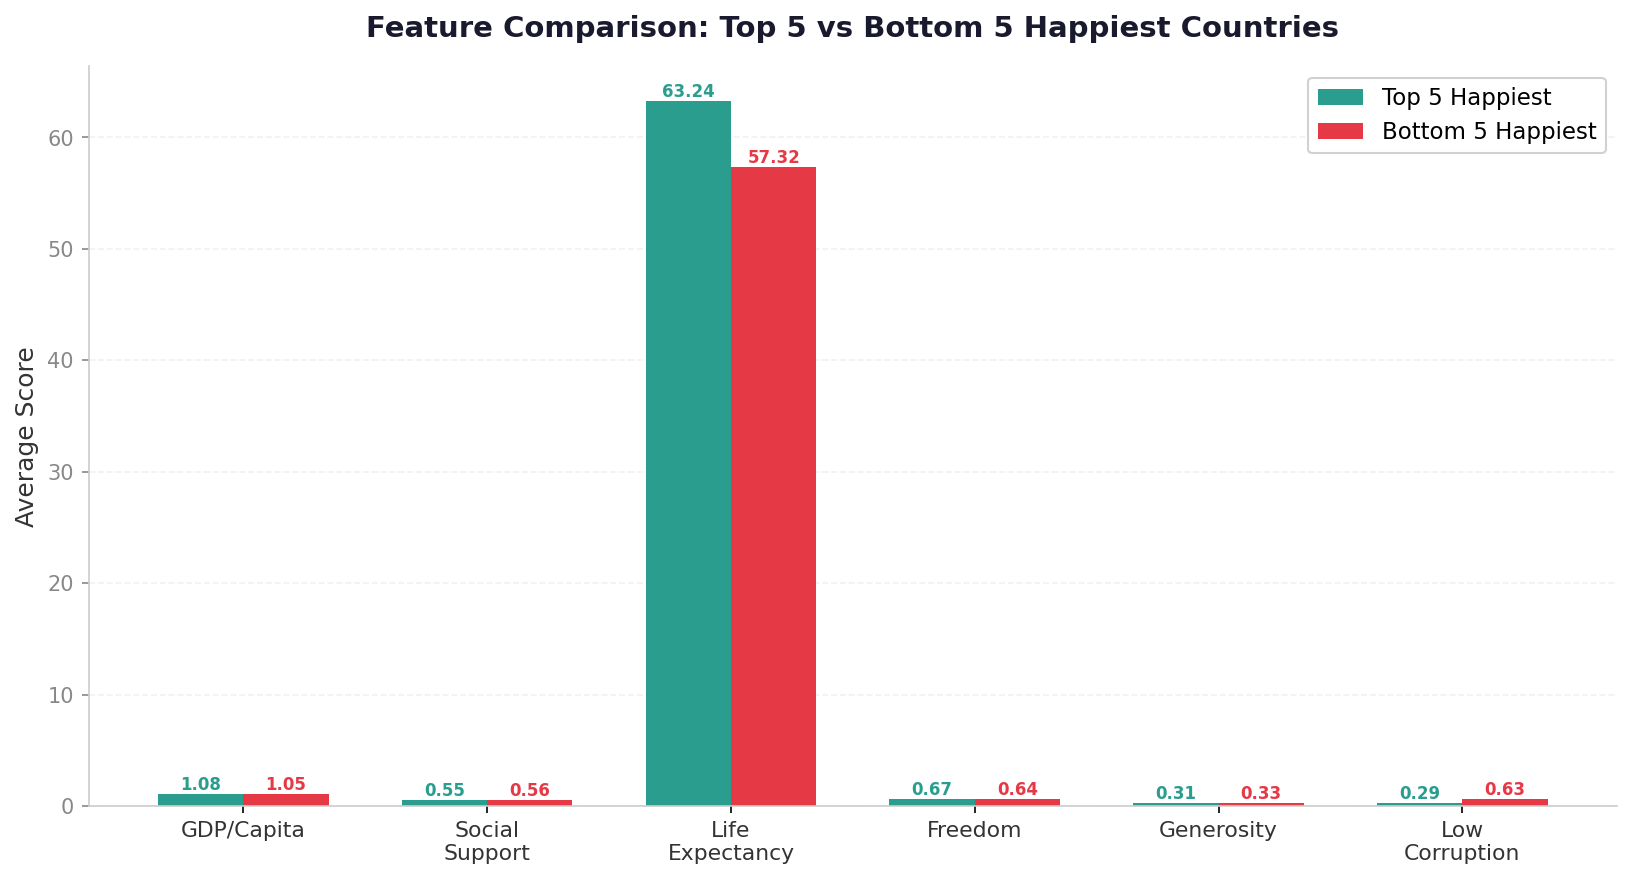 Feature Comparison: Top 5 vs Bottom 5 Happiest Countries
Top 5 Happiest
Bottom 5 Happiest
Average Score
60
50
40
30
20
10
0
63.24
57.32
1.08
1.05
0.55
0.56
0.67
0.64
0.31
0.33
0.29
0.63
GDP/Capita
Social
Support
Life
Expectancy
Freedom
Generosity
Low
Corruption